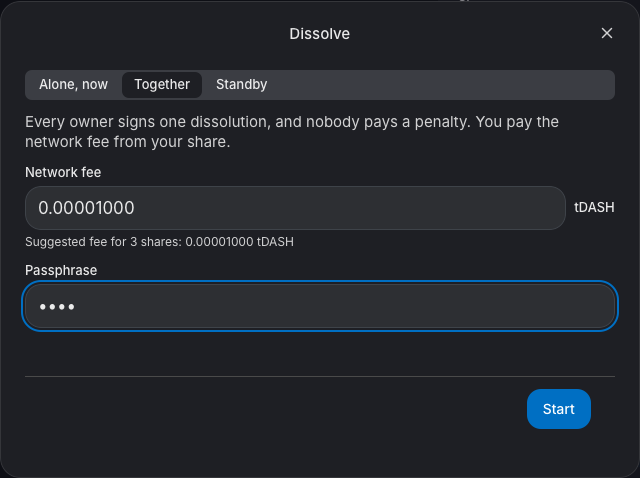 Dissolve
Alone, now
Together
Standby
Every owner signs one dissolution, and nobody pays a penalty. You pay the
network fee from your share.
Network fee
0.00001000
tDASH
Suggested fee for 3 shares: 0.00001000 tDASH
Passphrase
••••
Start